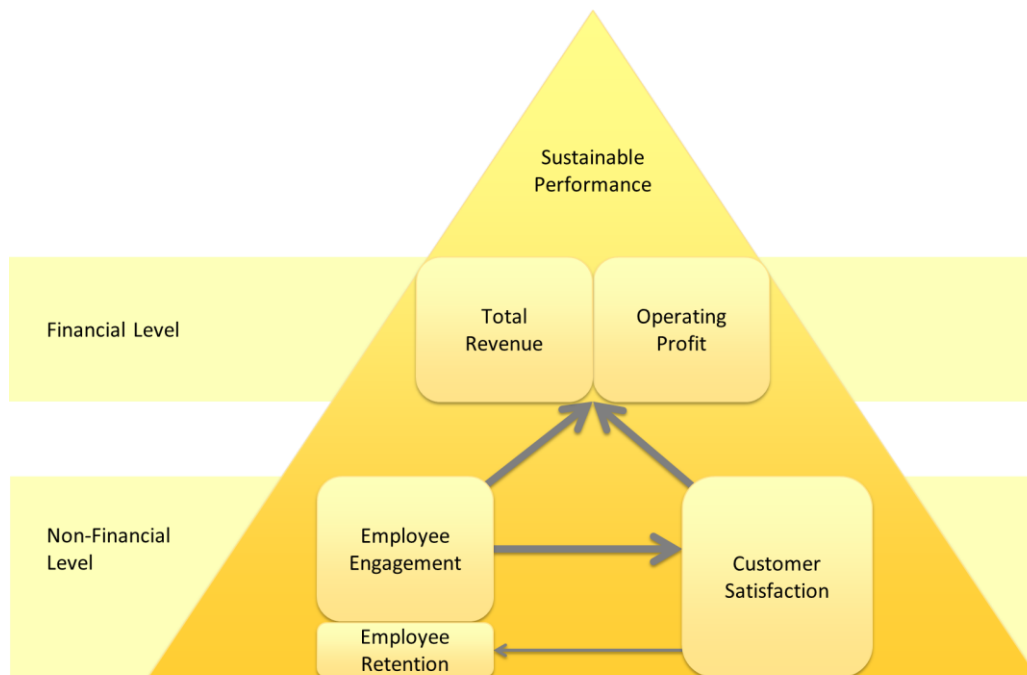 Sustainable
Performance
Financial Level
Total
Revenue
Operating
Profit
Non-Financial
Level
Employee
Engagement
Customer
Satisfaction
Employee
Retention